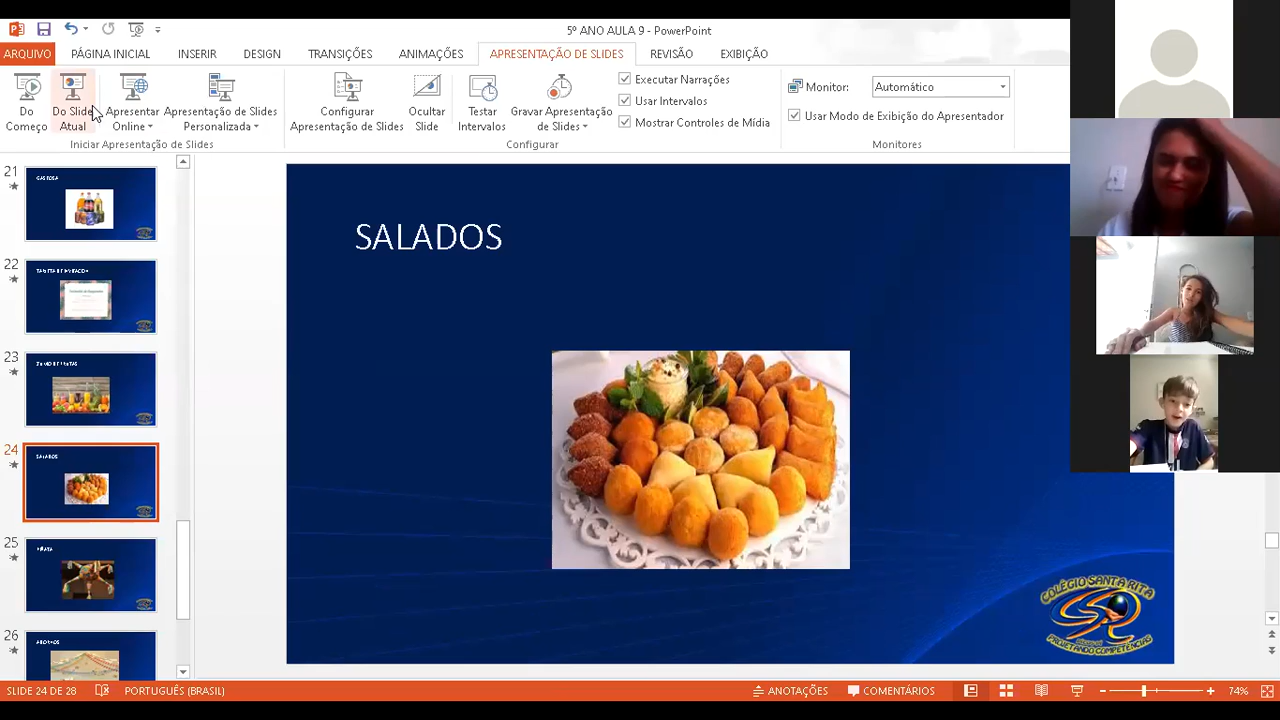 5º ANO AULA 9 - PowerPoint
ARQUIVO PÁGINA INICIAL INSERIR DESIGN TRANSIÇÕES ANIMAÇÕES APRESENTAÇÃO DE SLIDES REVISÃO EXIBIÇÃO
Do Começo
Do Slide Atual
Apresentar Online
Apresentação de Slides Personalizada
Configurar Apresentação de Slides
Ocultar Slide
Testar Intervalos
Gravar Apresentação de Slides
Executar Narrações
Usar Intervalos
Mostrar Controles de Mídia
Monitor: Automático
Usar Modo de Exibição do Apresentador
Iniciar Apresentação de Slides
Configurar
Monitores
21
22
23
24
SALADOS
25
26
SALADOS
COLÉGIO SANTA RITA
PROJETANDO COMPETÊNCIAS
SLIDE 24 DE 28 PORTUGUÊS (BRASIL) ANOTAÇÕES COMENTÁRIOS 74%